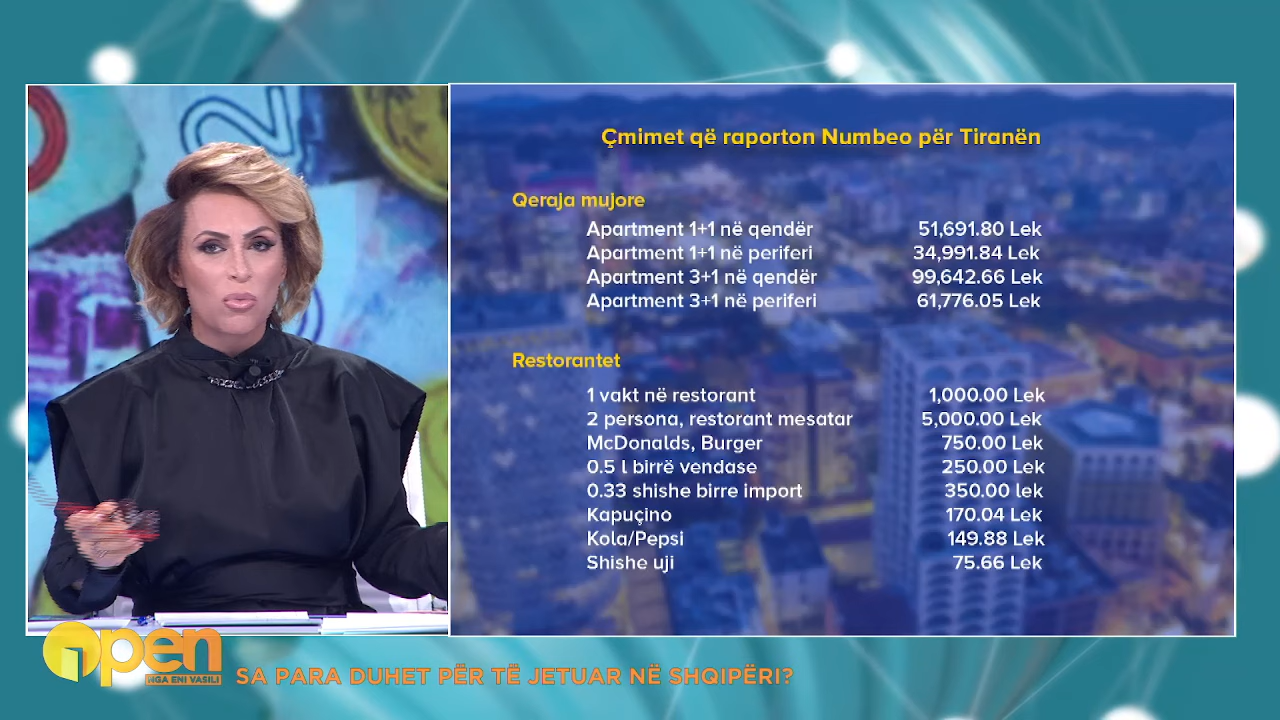 Çmimet që raporton Numbeo për Tiranën
Qeraja mujore
Apartment 1+1 në qendër 51,691.80 Lek
Apartment 1+1 në periferi 34,991.84 Lek
Apartment 3+1 në qendër 99,642.66 Lek
Apartment 3+1 në periferi 61,776.05 Lek
Restorantet
1 vakt në restorant 1,000.00 Lek
2 persona, restorant mesatar 5,000.00 Lek
McDonalds, Burger 750.00 Lek
0.5 l birrë vendase 250.00 Lek
0.33 shishe birre import 350.00 lek
Kapuçino 170.04 Lek
Kola/Pepsi 149.88 Lek
Shishe uji 75.66 Lek
Open
NGA ENI VASILI
SA PARA DUHET PËR TË JETUAR NË SHQIPËRI?